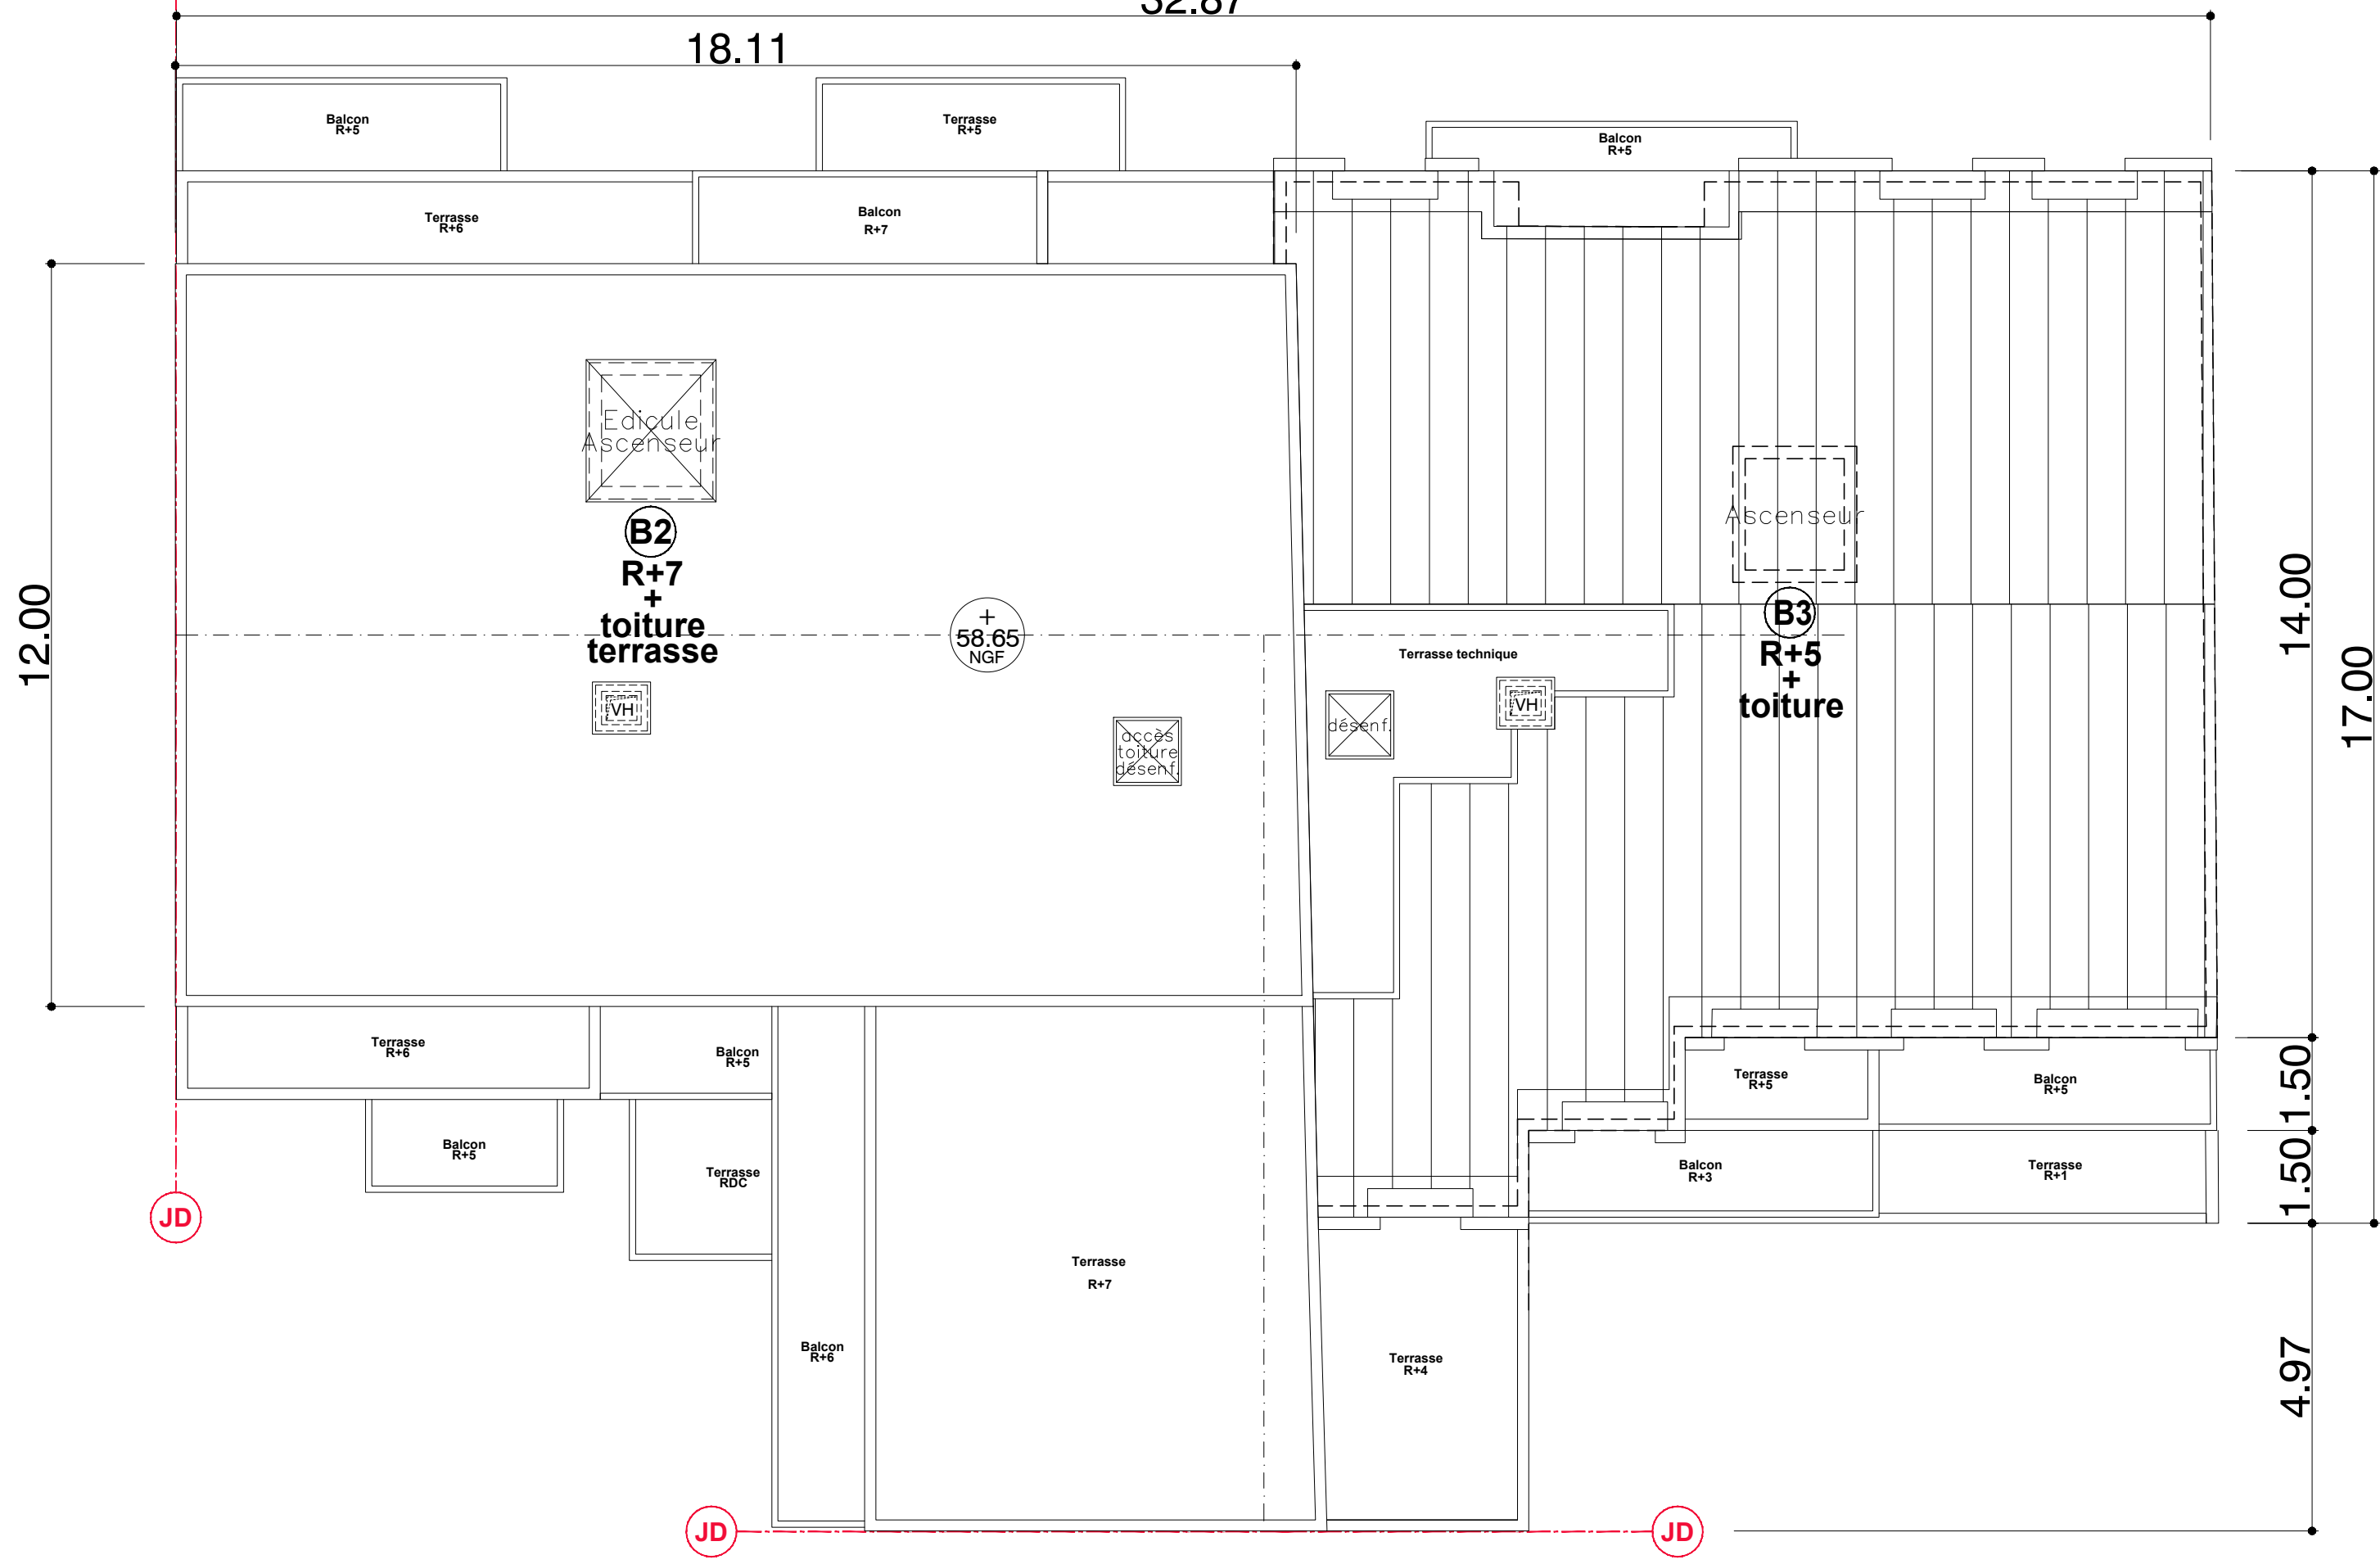 32.87
18.11
Balcon
R+5
Terrasse
R+5
Balcon
R+5
Terrasse
R+6
Balcon
R+7
Edicule
Ascenseur
B2
R+7
+
toiture
terrasse
+
58.65
NGF
VH
accès
toiture
désenf.
Terrasse technique
désenf.
VH
Ascenseur
B3
R+5
+
toiture
12.00
14.00
17.00
1.50
1.50
4.97
Terrasse
R+6
Balcon
R+5
Balcon
R+5
Terrasse
RDC
Balcon
R+6
Terrasse
R+7
Terrasse
R+4
Terrasse
R+5
Balcon
R+5
Balcon
R+3
Terrasse
R+1
JD
JD
JD